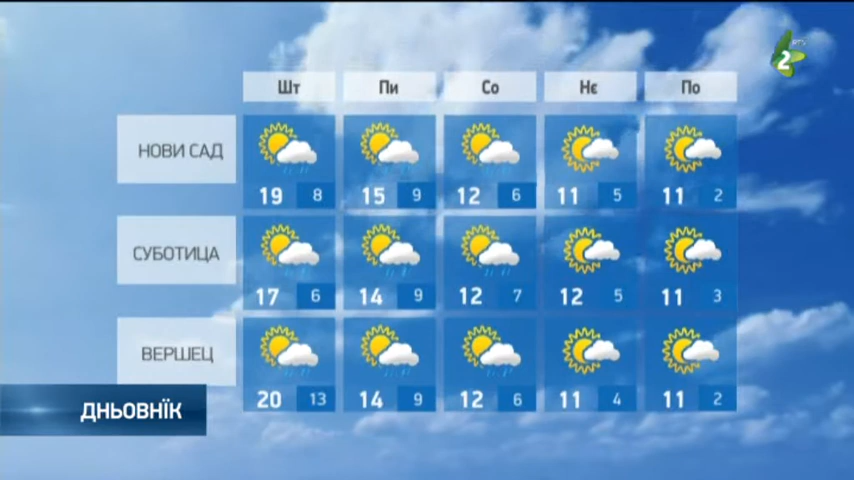 Шт Пи Со Нє По
НОВИ САД
19 8 15 9 12 6 11 5 11 2
СУБОТИЦА
17 6 14 9 12 7 12 5 11 3
ВЕРШЕЦ
20 13 14 9 12 6 11 4 11 2
ДНЬОВНЇК
РТВ 2